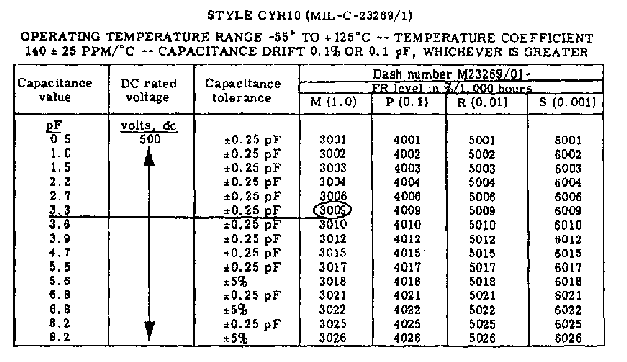 STYLE CYR10 (MIL-C-23269/1)
OPERATING TEMPERATURE RANGE -55° TO +125°C -- TEMPERATURE COEFFICIENT
140 ± 25 PPM/°C -- CAPACITANCE DRIFT 0.1% OR 0.1 pF, WHICHEVER IS GREATER
Capacitance value DC rated voltage Capacitance tolerance Dash number M23269/01-
FR level in %/1,000 hours
M (1.0) P (0.1) R (0.01) S (0.001)
pF volts, dc
0.5 500 ±0.25 pF 3001 4001 5001 6001
1.0 ±0.25 pF 3002 4002 5002 6002
1.5 ±0.25 pF 3003 4003 5003 6003
2.2 ±0.25 pF 3004 4004 5004 6004
2.7 ±0.25 pF 3006 4006 5006 6006
3.3 ±0.25 pF 3009 4009 5009 6009
3.6 ±0.25 pF 3010 4010 5010 6010
3.9 ±0.25 pF 3012 4012 5012 6012
4.7 ±0.25 pF 3015 4015 5015 6015
5.5 ±0.25 pF 3017 4017 5017 6017
5.6 ±5% 3018 4018 5018 6018
6.8 ±0.25 pF 3021 4021 5021 6021
6.8 ±5% 3022 4022 5022 6022
8.2 ±0.25 pF 3025 4025 5025 6025
8.2 ±5% 3026 4026 5026 6026